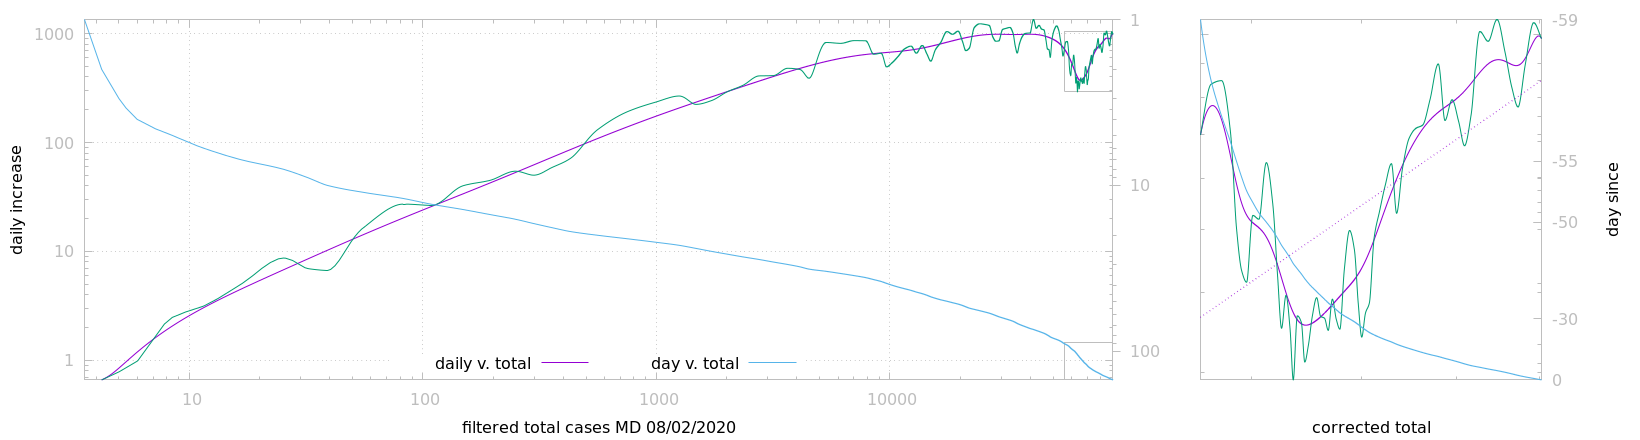 daily increase
1000
100
10
1
10
100
1000
10000
1
10
100
daily v. total
day v. total
filtered total cases MD 08/02/2020
-59
-55
-50
-30
0
day since
corrected total